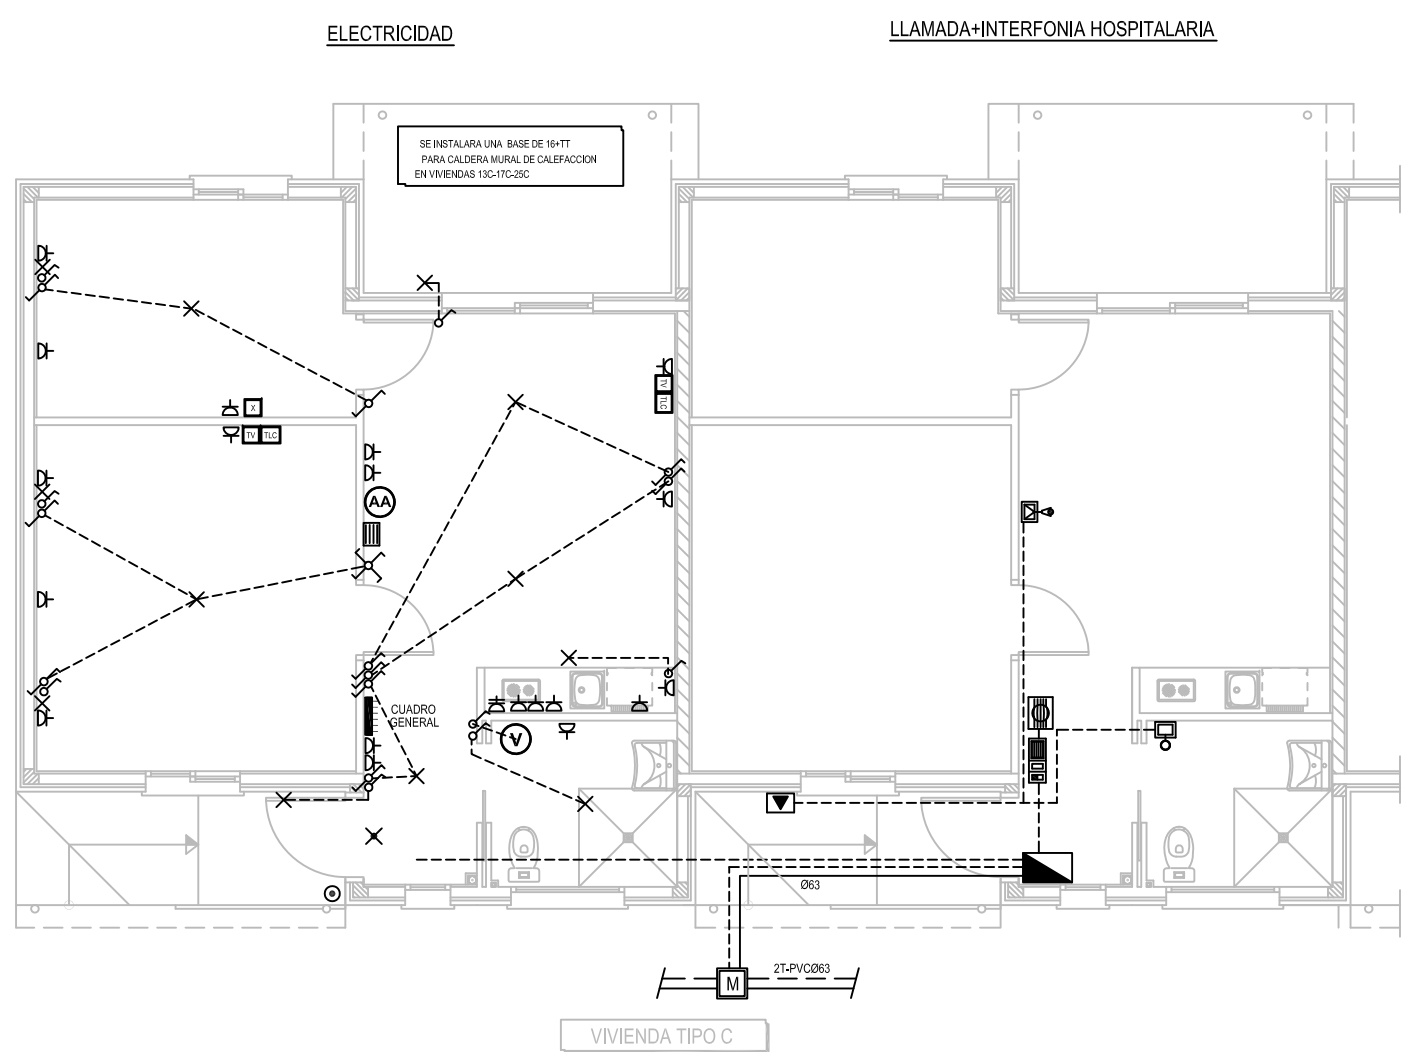 ELECTRICIDAD
LLAMADA+INTERFONIA HOSPITALARIA
SE INSTALARA UNA BASE DE 16+TT
PARA CALDERA MURAL DE CALEFACCION
EN VIVIENDAS 13C-17C-25C
TV
TLC
X
TV TLC
AA
CUADRO
GENERAL
V
Ø63
2T-PVCØ63
M
VIVIENDA TIPO C